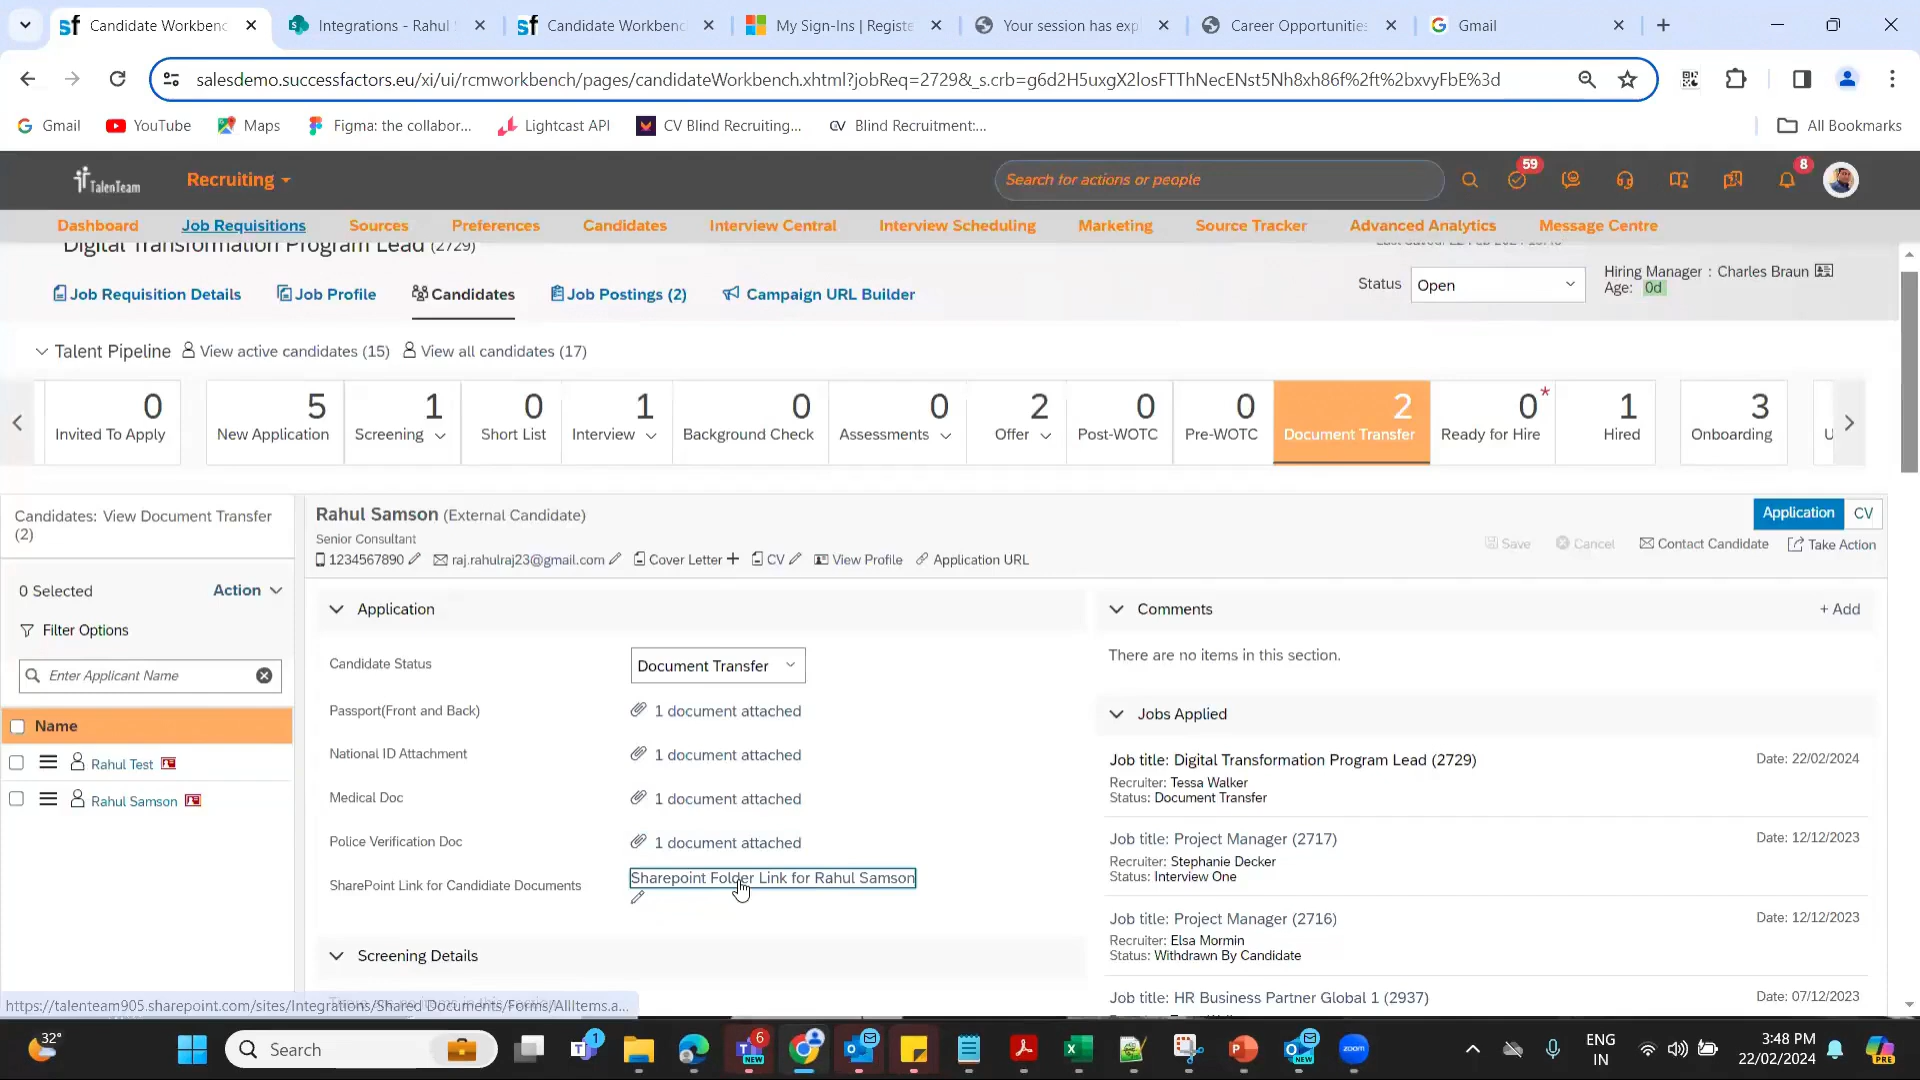 Candidate Workbenc
Integrations - Rahul
Candidate Workbenc
My Sign-Ins | Registe
Your session has exp
Career Opportunities
Gmail
salesdemo.successfactors.eu/xi/ui/rcmworkbench/pages/candidateWorkbench.xhtml?jobReq=2729&_s.crb=g6d2H5uxgX2losFTThNecENst5Nh8xh86f%2ft%2bxvyFbE%3d
Gmail
YouTube
Maps
Figma: the collabor...
Lightcast API
CV Blind Recruiting...
Blind Recruitment:...
All Bookmarks
TalenTeam
Recruiting
Search for actions or people
59
8
Dashboard
Job Requisitions
Sources
Preferences
Candidates
Interview Central
Interview Scheduling
Marketing
Source Tracker
Advanced Analytics
Message Centre
Digital Transformation Program Lead (2729)
Job Requisition Details
Job Profile
Candidates
Job Postings (2)
Campaign URL Builder
Status
Open
Hiring Manager : Charles Braun
Age: 0d
Talent Pipeline
View active candidates (15)
View all candidates (17)
0
Invited To Apply
5
New Application
1
Screening
0
Short List
1
Interview
0
Background Check
0
Assessments
2
Offer
0
Post-WOTC
0
Pre-WOTC
2
Document Transfer
0*
Ready for Hire
1
Hired
3
Onboarding
Candidates: View Document Transfer
(2)
0 Selected
Action
Filter Options
Enter Applicant Name
Name
Rahul Test
Rahul Samson
Rahul Samson (External Candidate)
Senior Consultant
1234567890
raj.rahulraj23@gmail.com
Cover Letter
CV
View Profile
Application URL
Application
CV
Save
Cancel
Contact Candidate
Take Action
Application
Candidate Status
Document Transfer
Passport(Front and Back)
1 document attached
National ID Attachment
1 document attached
Medical Doc
1 document attached
Police Verification Doc
1 document attached
SharePoint Link for Candidiate Documents
Sharepoint Folder Link for Rahul Samson
Screening Details
Comments
+ Add
There are no items in this section.
Jobs Applied
Job title: Digital Transformation Program Lead (2729)
Date: 22/02/2024
Recruiter: Tessa Walker
Status: Document Transfer
Job title: Project Manager (2717)
Date: 12/12/2023
Recruiter: Stephanie Decker
Status: Interview One
Job title: Project Manager (2716)
Date: 12/12/2023
Recruiter: Elsa Mormin
Status: Withdrawn By Candidate
Job title: HR Business Partner Global 1 (2937)
Date: 07/12/2023
https://talenteam905.sharepoint.com/sites/Integrations/Shared Documents/Forms/AllItems.a...
32°
Search
1
6
NEW
NEW
zoom
ENG
IN
3:48 PM
22/02/2024
PRE